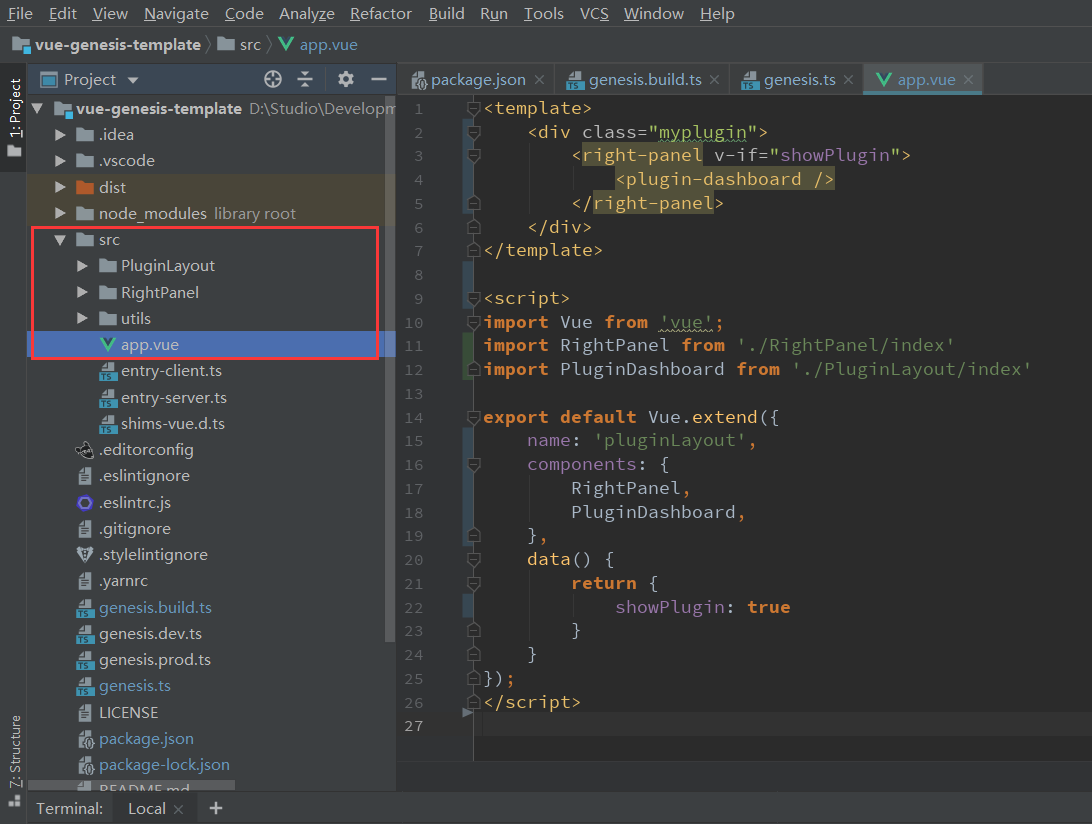 File Edit View Navigate Code Analyze Refactor Build Run Tools VCS Window Help
vue-genesis-template src app.vue
1: Project
Project
vue-genesis-template D:\Studio\Developm
.idea
.vscode
dist
node_modules library root
src
PluginLayout
RightPanel
utils
app.vue
entry-client.ts
entry-server.ts
shims-vue.d.ts
.editorconfig
.eslintignore
.eslintrc.js
.gitignore
.stylelintignore
.yarnrc
genesis.build.ts
genesis.dev.ts
genesis.prod.ts
genesis.ts
LICENSE
package.json
package-lock.json
README.md
Z: Structure
package.json genesis.build.ts genesis.ts app.vue
1 <template>
2 <div class="myplugin">
3 <right-panel v-if="showPlugin">
4 <plugin-dashboard />
5 </right-panel>
6 </div>
7 </template>
8
9 <script>
10 import Vue from 'vue';
11 import RightPanel from './RightPanel/index'
12 import PluginDashboard from './PluginLayout/index'
13
14 export default Vue.extend({
15 name: 'pluginLayout',
16 components: {
17 RightPanel,
18 PluginDashboard,
19 },
20 data() {
21 return {
22 showPlugin: true
23 }
24 }
25 });
26 </script>
27
Terminal: Local +